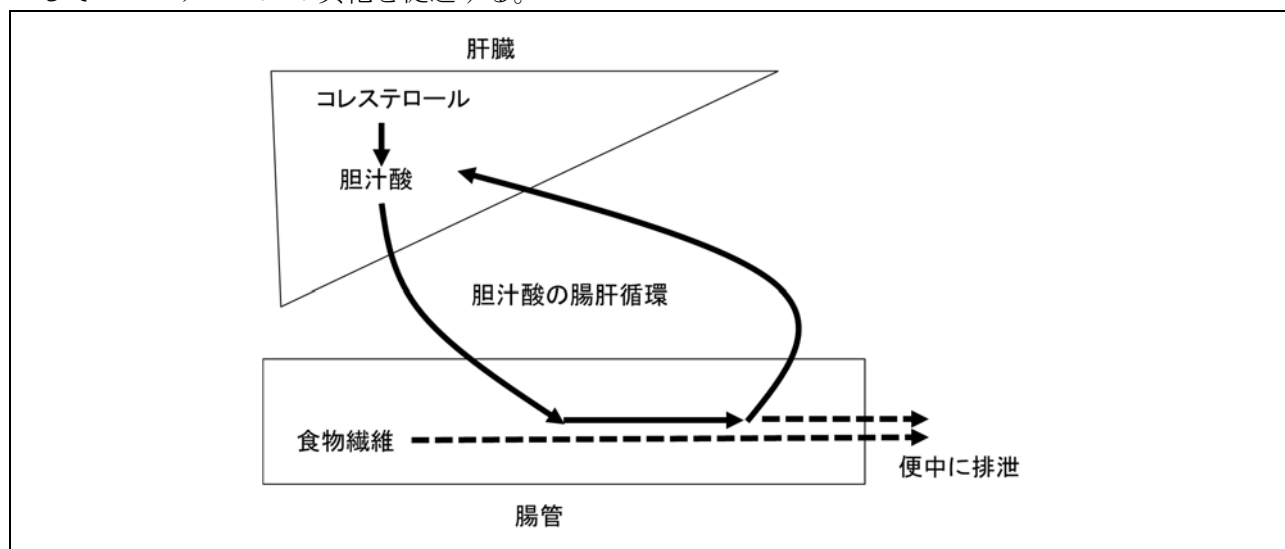 肝臓
コレステロール
胆汁酸
胆汁酸の腸肝循環
食物繊維
便中に排泄
腸管